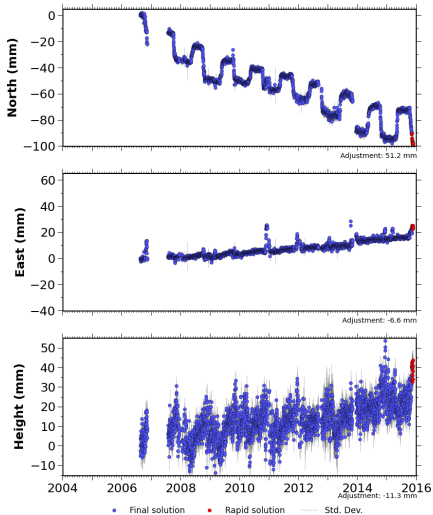 0
−20
−40
−60
−80
−100
North (mm)
Adjustment: 51.2 mm
60
40
20
0
−20
−40
East (mm)
Adjustment: -6.6 mm
50
40
30
20
10
0
−10
Height (mm)
2004 2006 2008 2010 2012 2014 2016
Adjustment: -11.3 mm
Final solution Rapid solution Std. Dev.